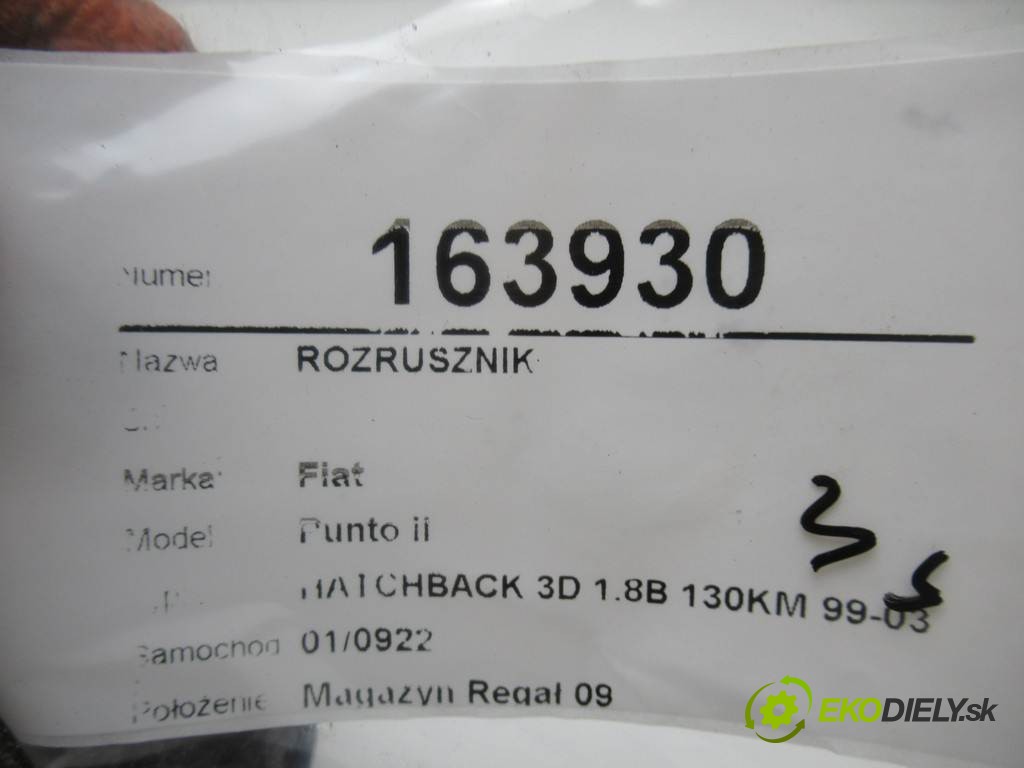 Numer 163930
Nazwa ROZRUSZNIK
Marka: Fiat
Model Punto ii
HATCHBACK 3D 1.8B 130KM 99-03
Samochod 01/0922
Położenie Magazyn Regał 09
EKODIELY.sk